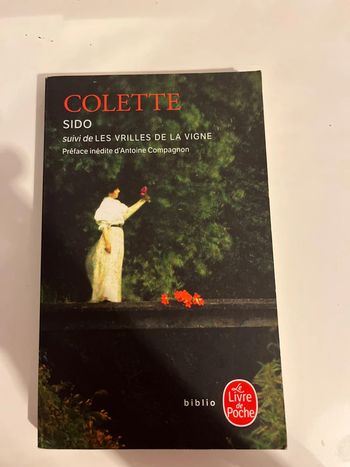 COLETTE
SIDO
suivi de LES VRILLES DE LA VIGNE
Préface inédite d'Antoine Compagnon
biblio
Le
Livre
de
Poche